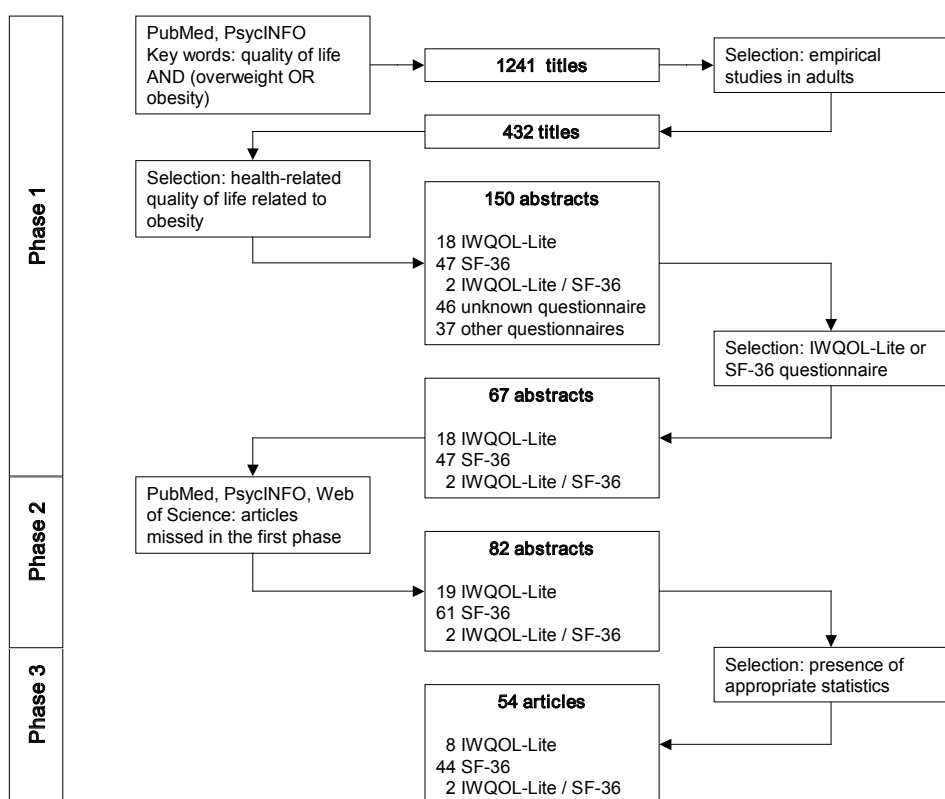 Phase 1
PubMed, PsycINFO
Key words: quality of life
AND (overweight OR
obesity)
1241 titles
Selection: empirical
studies in adults
432 titles
Selection: health-related
quality of life related to
obesity
150 abstracts
18 IWQOL-Lite
47 SF-36
2 IWQOL-Lite / SF-36
46 unknown questionnaire
37 other questionnaires
Selection: IWQOL-Lite or
SF-36 questionnaire
67 abstracts
18 IWQOL-Lite
47 SF-36
2 IWQOL-Lite / SF-36
Phase 2
PubMed, PsycINFO, Web
of Science: articles
missed in the first phase
82 abstracts
19 IWQOL-Lite
61 SF-36
2 IWQOL-Lite / SF-36
Phase 3
Selection: presence of
appropriate statistics
54 articles
8 IWQOL-Lite
44 SF-36
2 IWQOL-Lite / SF-36